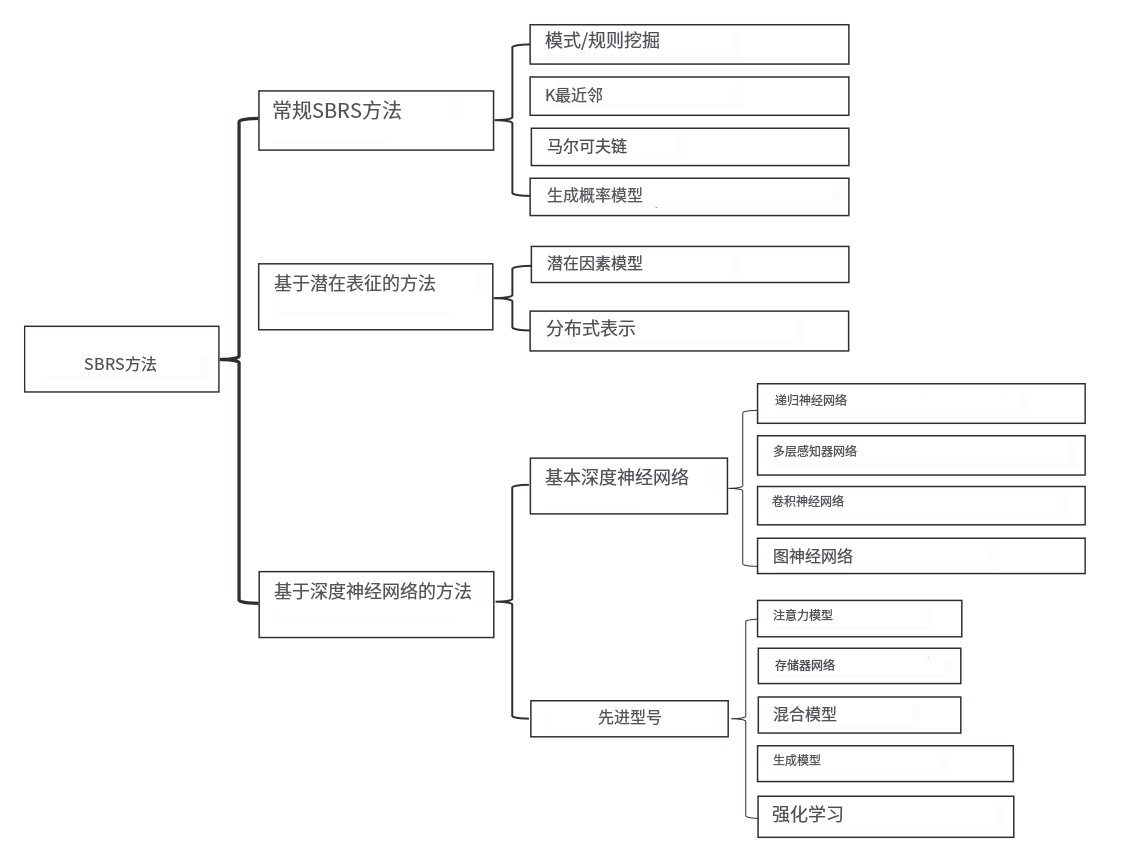 模式/规则挖掘
常规SBRS方法
K最近邻
马尔可夫链
生成概率模型
潜在因素模型
基于潜在表征的方法
分布式表示
SBRS方法
递归神经网络
多层感知器网络
基本深度神经网络
卷积神经网络
图神经网络
基于深度神经网络的方法
注意力模型
存储器网络
先进型号
混合模型
生成模型
强化学习